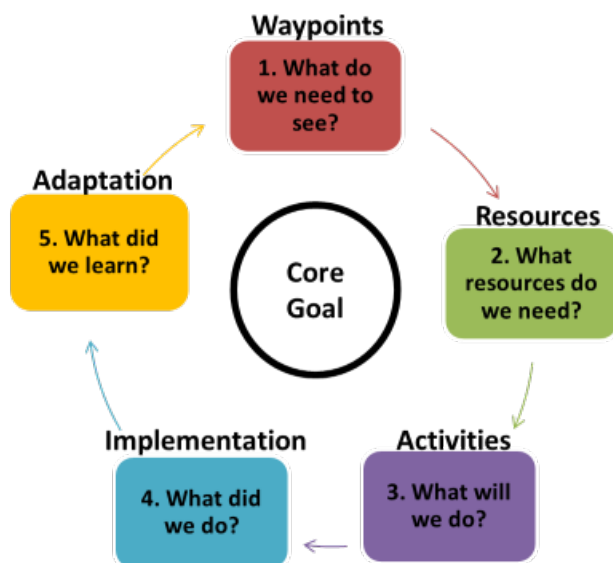 Waypoints
1. What do
we need to
see?
Resources
2. What
resources do
we need?
Activities
3. What will
we do?
Implementation
4. What did
we do?
Adaptation
5. What did
we learn?
Core
Goal